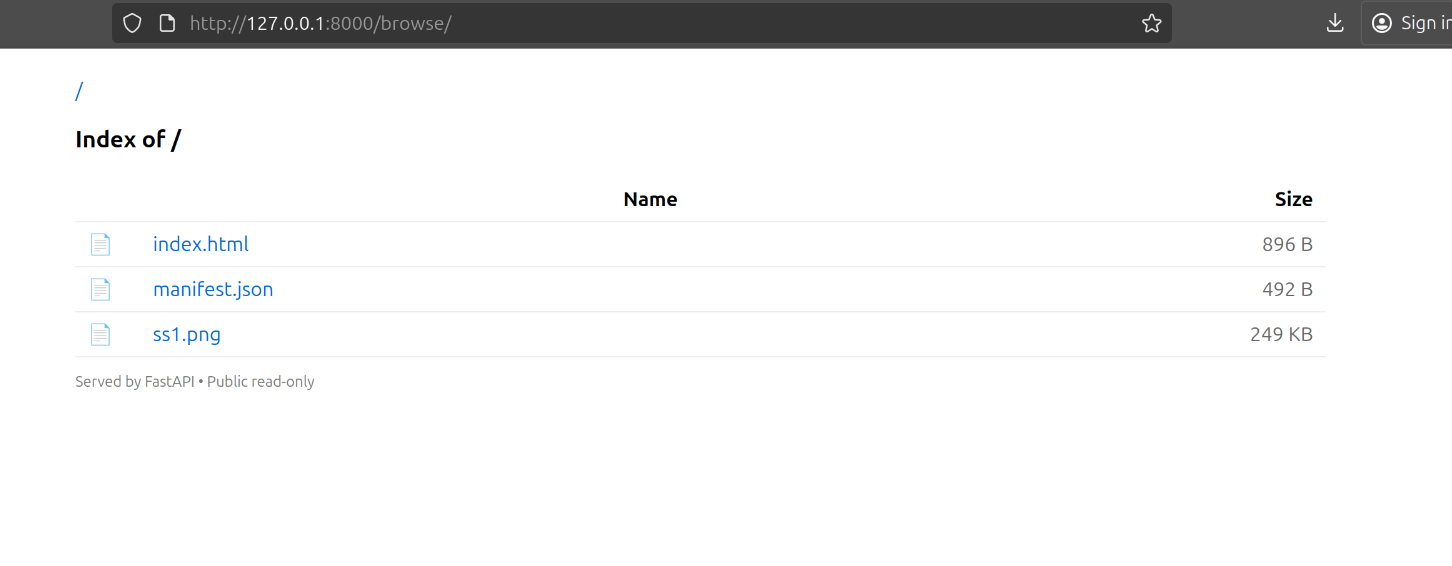 http://127.0.0.1:8000/browse/
Sign in
/
Index of /
Name Size
index.html 896 B
manifest.json 492 B
ss1.png 249 KB
Served by FastAPI • Public read-only